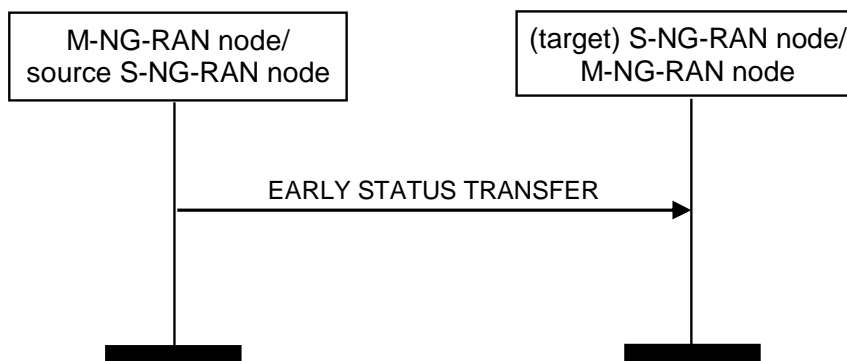 M-NG-RAN node/
source S-NG-RAN node
(target) S-NG-RAN node/
M-NG-RAN node
EARLY STATUS TRANSFER